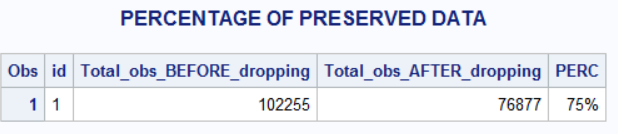 PERCENTAGE OF PRESERVED DATA
Obs id Total_obs_BEFORE_dropping Total_obs_AFTER_dropping PERC
1 1 102255 76877 75%